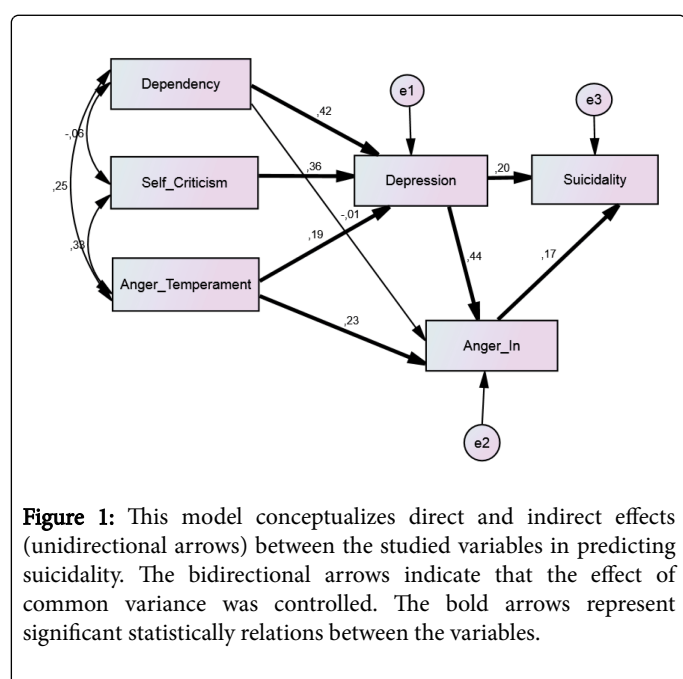 Dependency
e1
e3
,42
-,06
Self_Criticism
,36
Depression
,20
Suicidality
,25
-,01
,19
,33
,44
,17
Anger_Temperament
,23
Anger_In
e2
Figure 1: This model conceptualizes direct and indirect effects
(unidirectional arrows) between the studied variables in predicting
suicidality. The bidirectional arrows indicate that the effect of
common variance was controlled. The bold arrows represent
significant statistically relations between the variables.